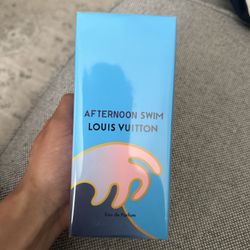 AFTERNOON SWIM
LOUIS VUITTON
Eau de Parfum